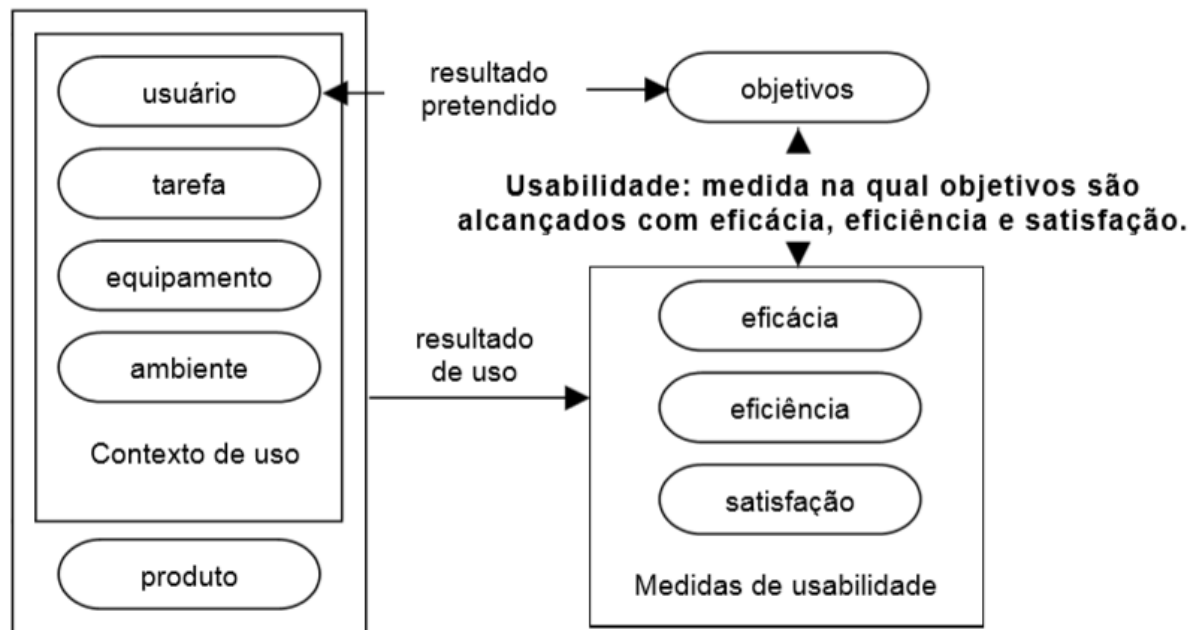 usuário
tarefa
equipamento
ambiente
Contexto de uso
produto
resultado
pretendido
objetivos
Usabilidade: medida na qual objetivos são
alcançados com eficácia, eficiência e satisfação.
resultado
de uso
eficácia
eficiência
satisfação
Medidas de usabilidade